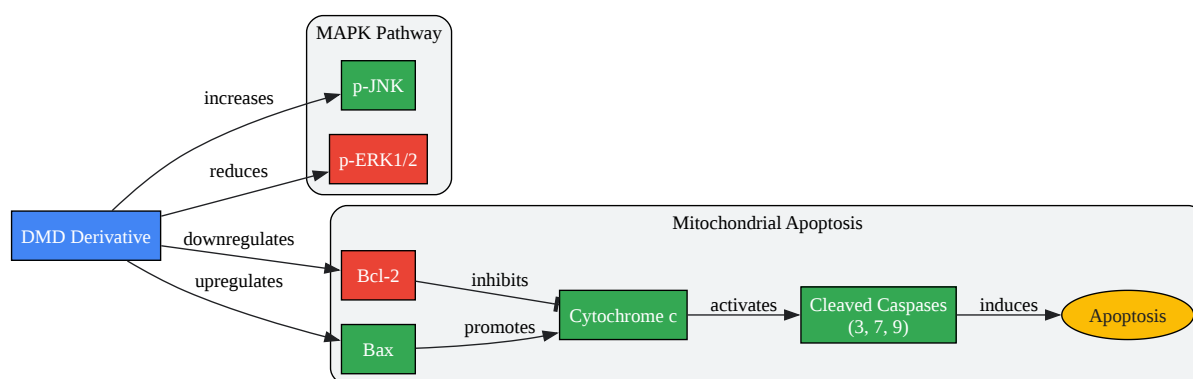 MAPK Pathway
p-JNK
increases
p-ERK1/2
reduces
DMD Derivative
Mitochondrial Apoptosis
downregulates
Bcl-2
inhibits
upregulates
Bax
promotes
Cytochrome c
activates
Cleaved Caspases
(3, 7, 9)
induces
Apoptosis